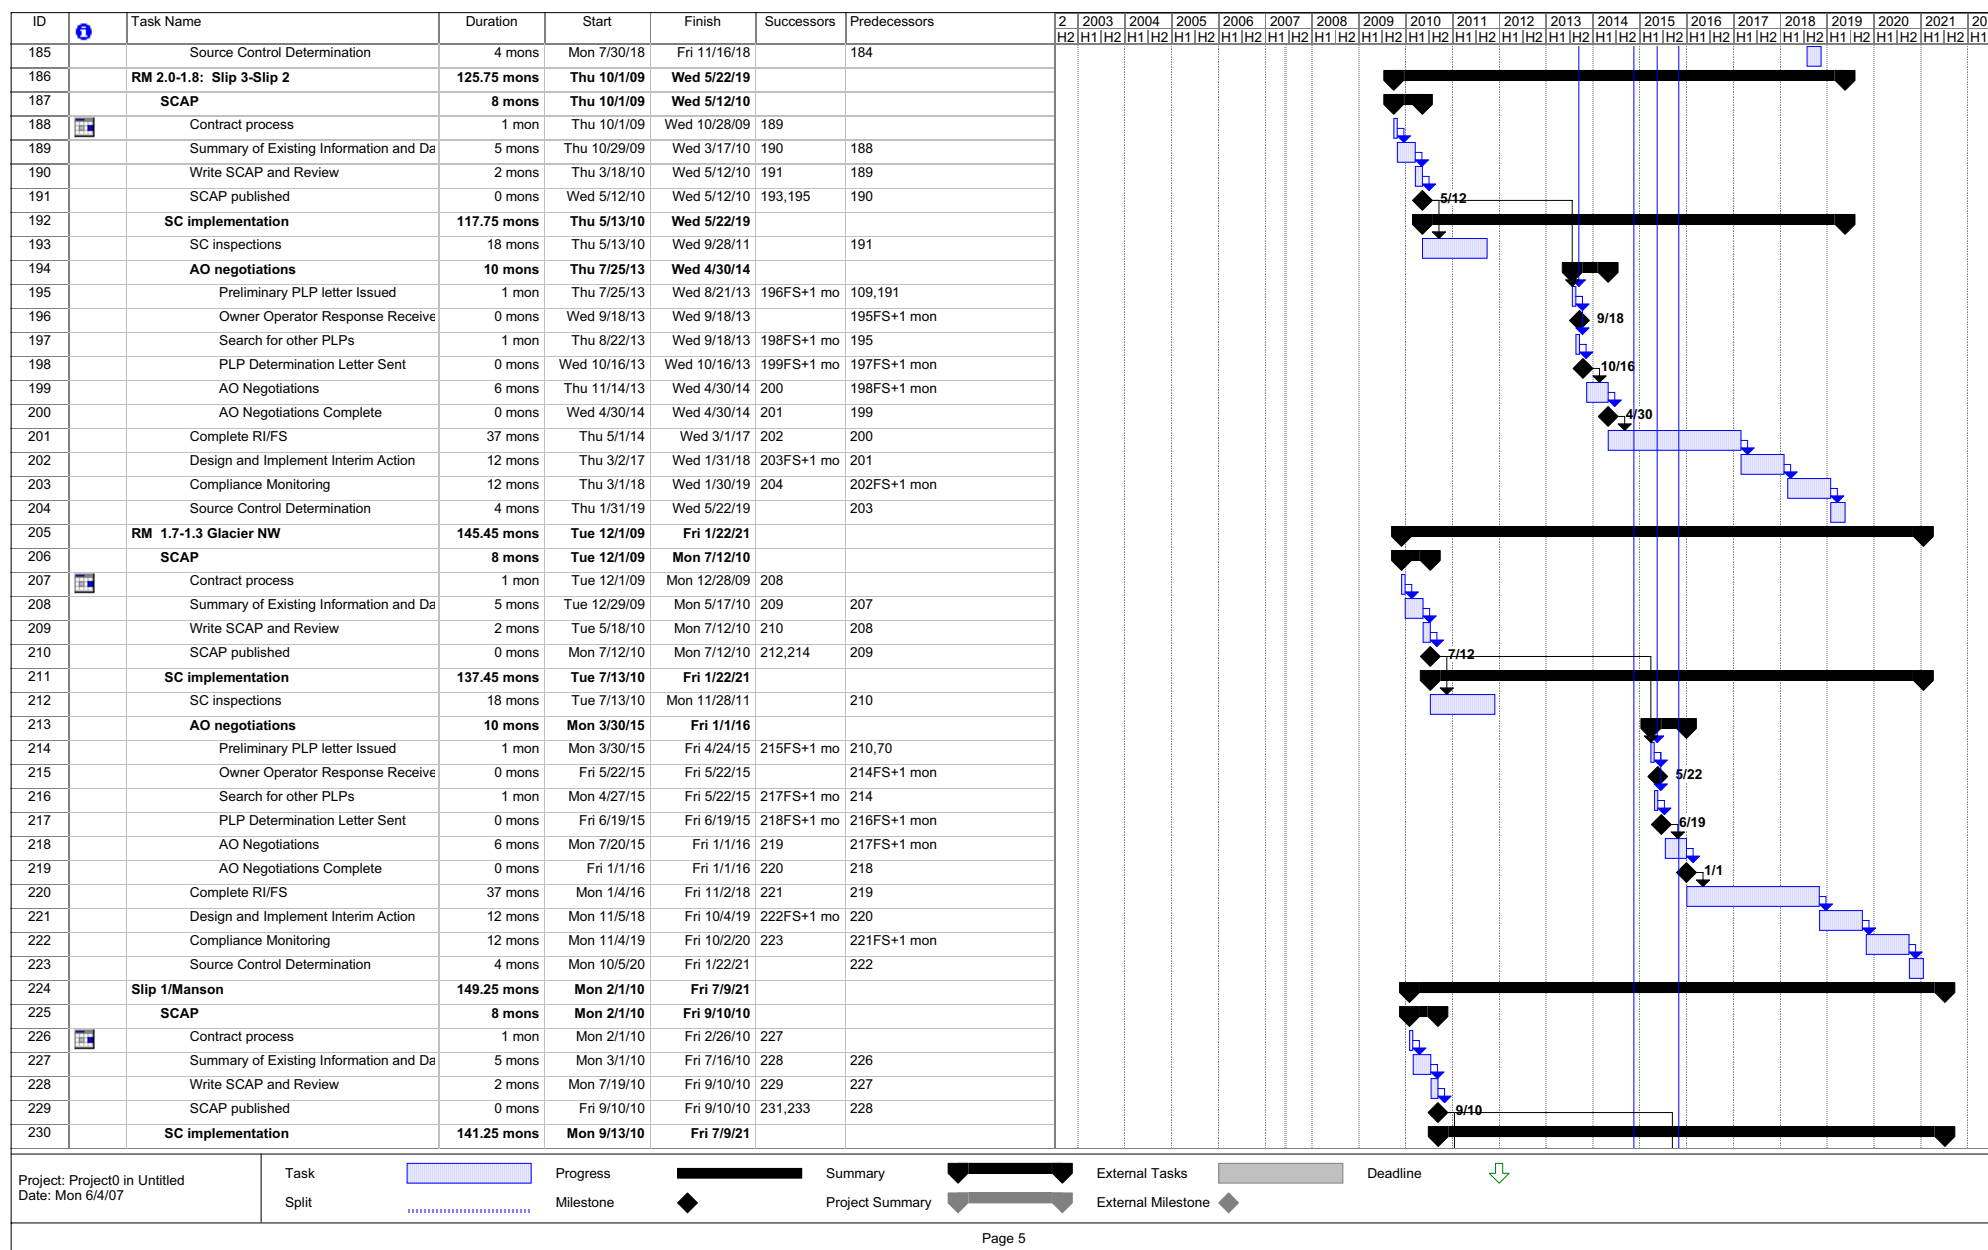 ID Task Name Duration Start Finish Successors Predecessors 2 2003 2004 2005 2006 2007 2008 2009 2010 2011 2012 2013 2014 2015 2016 2017 2018 2019 2020 2021 20
H2 H1 H2 H1 H2 H1 H2 H1 H2 H1 H2 H1 H2 H1 H2 H1 H2 H1 H2 H1 H2 H1 H2 H1 H2 H1 H2 H1 H2 H1 H2 H1 H2 H1 H2 H1 H2 H1 H2 H1
185 Source Control Determination 4 mons Mon 7/30/18 Fri 11/16/18 184
186 RM 2.0-1.8: Slip 3-Slip 2 125.75 mons Thu 10/1/09 Wed 5/22/19
187 SCAP 8 mons Thu 10/1/09 Wed 5/12/10
188 Contract process 1 mon Thu 10/1/09 Wed 10/28/09 189
189 Summary of Existing Information and Da 5 mons Thu 10/29/09 Wed 3/17/10 190 188
190 Write SCAP and Review 2 mons Thu 3/18/10 Wed 5/12/10 191 189
191 SCAP published 0 mons Wed 5/12/10 Wed 5/12/10 193,195 190 5/12
192 SC implementation 117.75 mons Thu 5/13/10 Wed 5/22/19
193 SC inspections 18 mons Thu 5/13/10 Wed 9/28/11 191
194 AO negotiations 10 mons Thu 7/25/13 Wed 4/30/14
195 Preliminary PLP letter Issued 1 mon Thu 7/25/13 Wed 8/21/13 196FS+1 mo 109,191
196 Owner Operator Response Receive 0 mons Wed 9/18/13 Wed 9/18/13 195FS+1 mon 9/18
197 Search for other PLPs 1 mon Thu 8/22/13 Wed 9/18/13 198FS+1 mo 195
198 PLP Determination Letter Sent 0 mons Wed 10/16/13 Wed 10/16/13 199FS+1 mo 197FS+1 mon 10/16
199 AO Negotiations 6 mons Thu 11/14/13 Wed 4/30/14 200 198FS+1 mon
200 AO Negotiations Complete 0 mons Wed 4/30/14 Wed 4/30/14 201 199 4/30
201 Complete RI/FS 37 mons Thu 5/1/14 Wed 3/1/17 202 200
202 Design and Implement Interim Action 12 mons Thu 3/2/17 Wed 1/31/18 203FS+1 mo 201
203 Compliance Monitoring 12 mons Thu 3/1/18 Wed 1/30/19 204 202FS+1 mon
204 Source Control Determination 4 mons Thu 1/31/19 Wed 5/22/19 203
205 RM 1.7-1.3 Glacier NW 145.45 mons Tue 12/1/09 Fri 1/22/21
206 SCAP 8 mons Tue 12/1/09 Mon 7/12/10
207 Contract process 1 mon Tue 12/1/09 Mon 12/28/09 208
208 Summary of Existing Information and Da 5 mons Tue 12/29/09 Mon 5/17/10 209 207
209 Write SCAP and Review 2 mons Tue 5/18/10 Mon 7/12/10 210 208
210 SCAP published 0 mons Mon 7/12/10 Mon 7/12/10 212,214 209 7/12
211 SC implementation 137.45 mons Tue 7/13/10 Fri 1/22/21
212 SC inspections 18 mons Tue 7/13/10 Mon 11/28/11 210
213 AO negotiations 10 mons Mon 3/30/15 Fri 1/1/16
214 Preliminary PLP letter Issued 1 mon Mon 3/30/15 Fri 4/24/15 215FS+1 mo 210,70
215 Owner Operator Response Receive 0 mons Fri 5/22/15 Fri 5/22/15 214FS+1 mon 5/22
216 Search for other PLPs 1 mon Mon 4/27/15 Fri 5/22/15 217FS+1 mo 214
217 PLP Determination Letter Sent 0 mons Fri 6/19/15 Fri 6/19/15 218FS+1 mo 216FS+1 mon 6/19
218 AO Negotiations 6 mons Mon 7/20/15 Fri 1/1/16 219 217FS+1 mon
219 AO Negotiations Complete 0 mons Fri 1/1/16 Fri 1/1/16 220 218 1/1
220 Complete RI/FS 37 mons Mon 1/4/16 Fri 11/2/18 221 219
221 Design and Implement Interim Action 12 mons Mon 11/5/18 Fri 10/4/19 222FS+1 mo 220
222 Compliance Monitoring 12 mons Mon 11/4/19 Fri 10/2/20 223 221FS+1 mon
223 Source Control Determination 4 mons Mon 10/5/20 Fri 1/22/21 222
224 Slip 1/Manson 149.25 mons Mon 2/1/10 Fri 7/9/21
225 SCAP 8 mons Mon 2/1/10 Fri 9/10/10
226 Contract process 1 mon Mon 2/1/10 Fri 2/26/10 227
227 Summary of Existing Information and Da 5 mons Mon 3/1/10 Fri 7/16/10 228 226
228 Write SCAP and Review 2 mons Mon 7/19/10 Fri 9/10/10 229 227
229 SCAP published 0 mons Fri 9/10/10 Fri 9/10/10 231,233 228 9/10
230 SC implementation 141.25 mons Mon 9/13/10 Fri 7/9/21
Project: Project0 in Untitled
Date: Mon 6/4/07
Task Progress Summary External Tasks Deadline
Split Milestone Project Summary External Milestone
Page 5